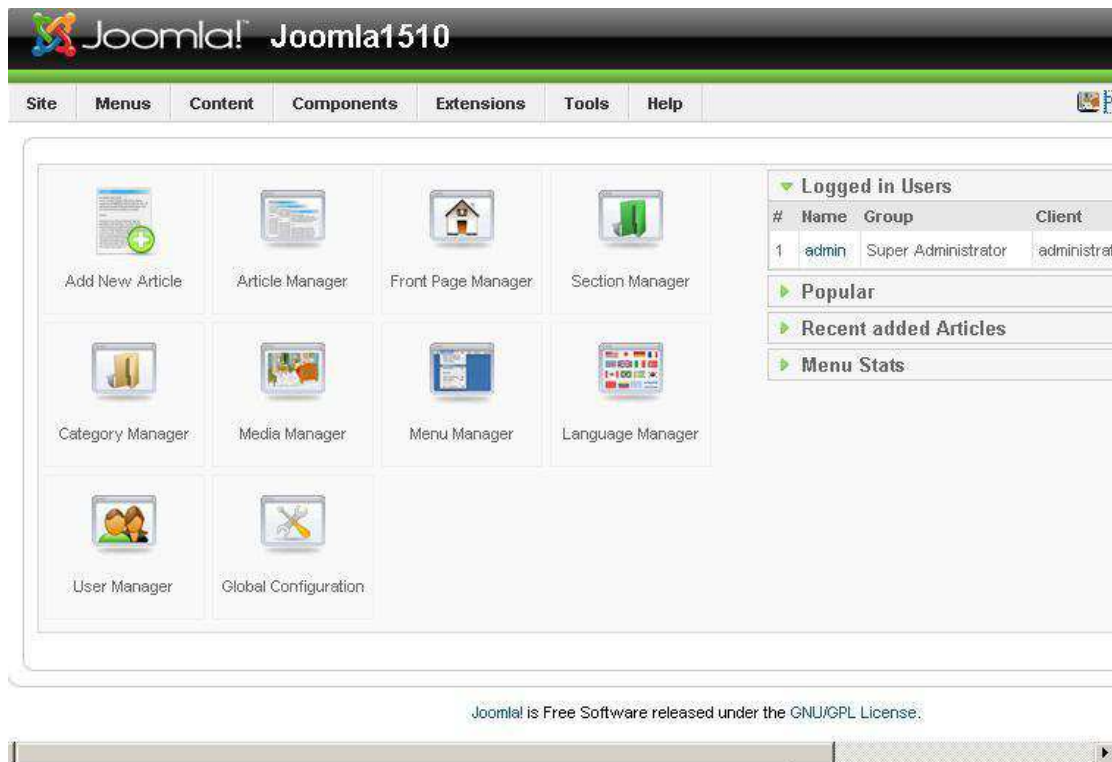 Joomla! Joomla1510
Site Menus Content Components Extensions Tools Help
Add New Article Article Manager Front Page Manager Section Manager
Category Manager Media Manager Menu Manager Language Manager
User Manager Global Configuration
Logged in Users
# Name Group Client
1 admin Super Administrator
Popular
Recent added Articles
Menu Stats
Joomla! is Free Software released under the GNU/GPL License.